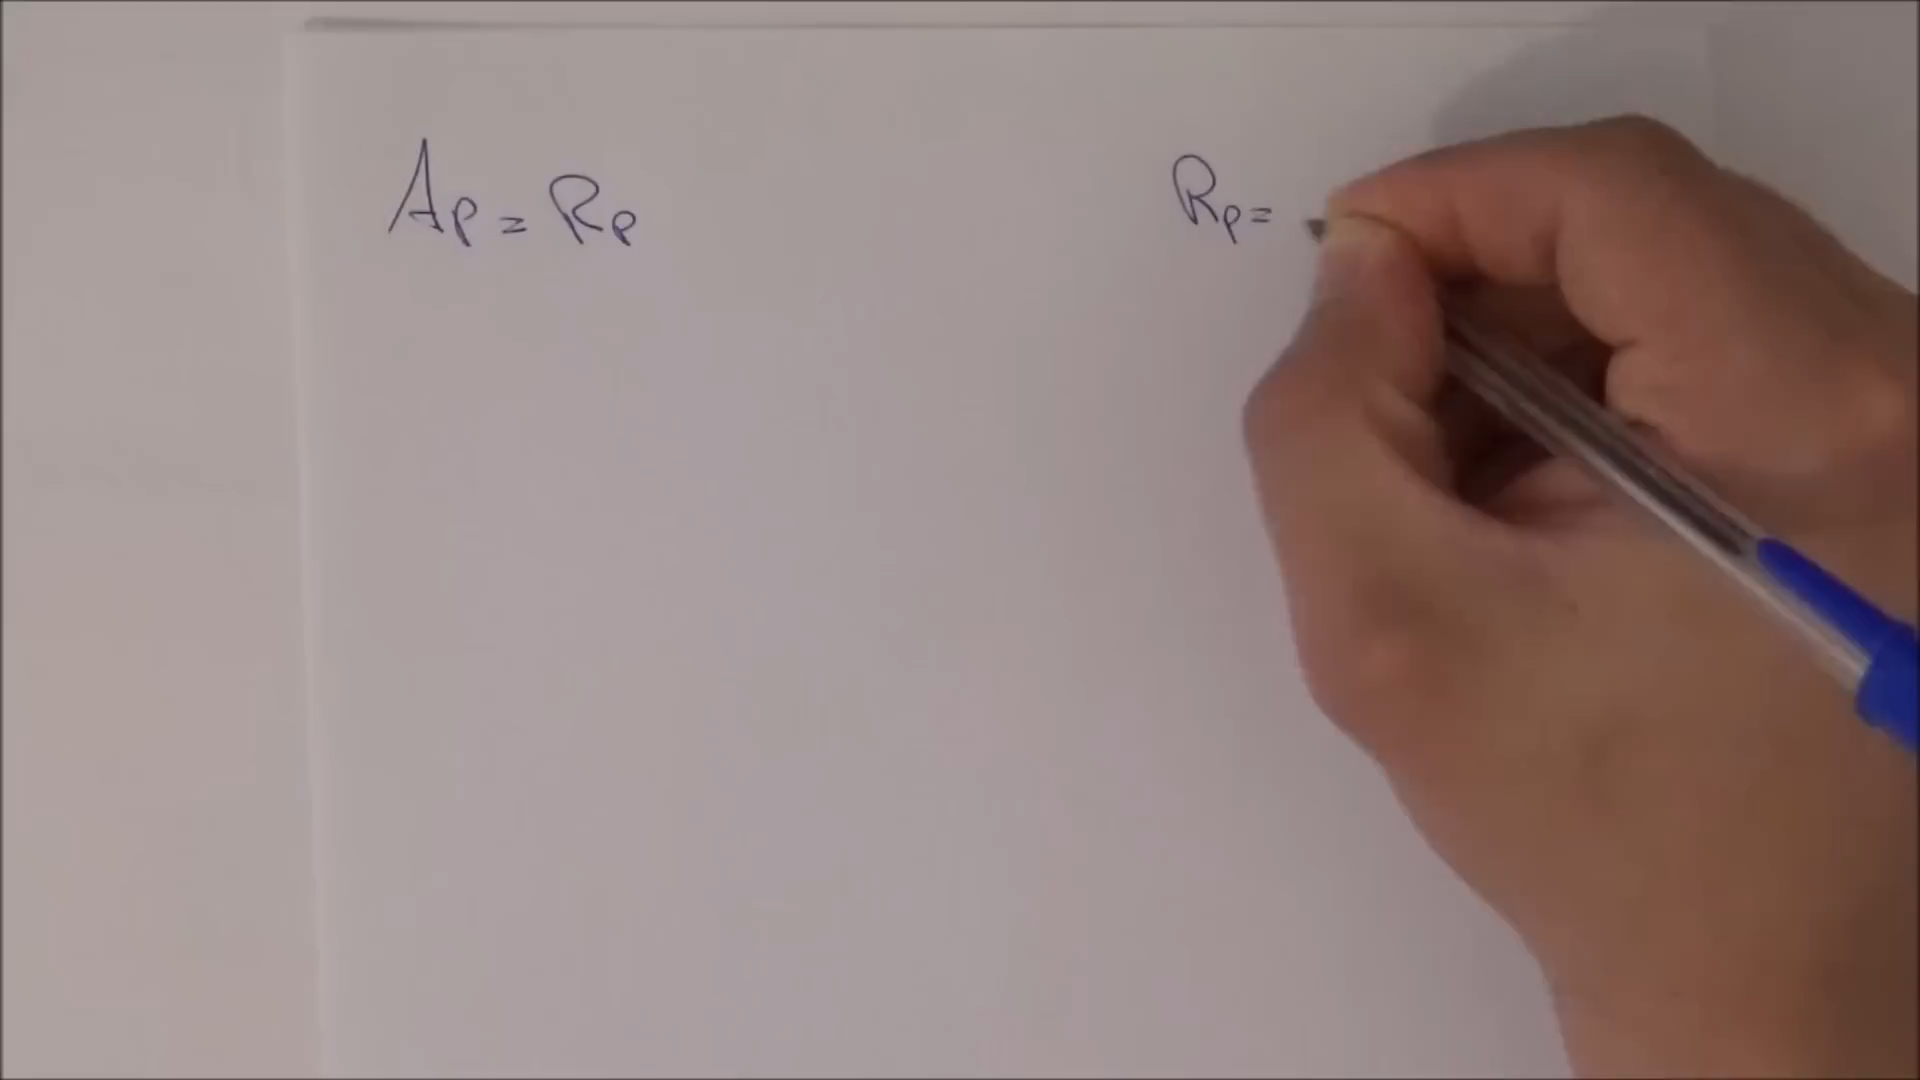 Ap = Rp
Rp =